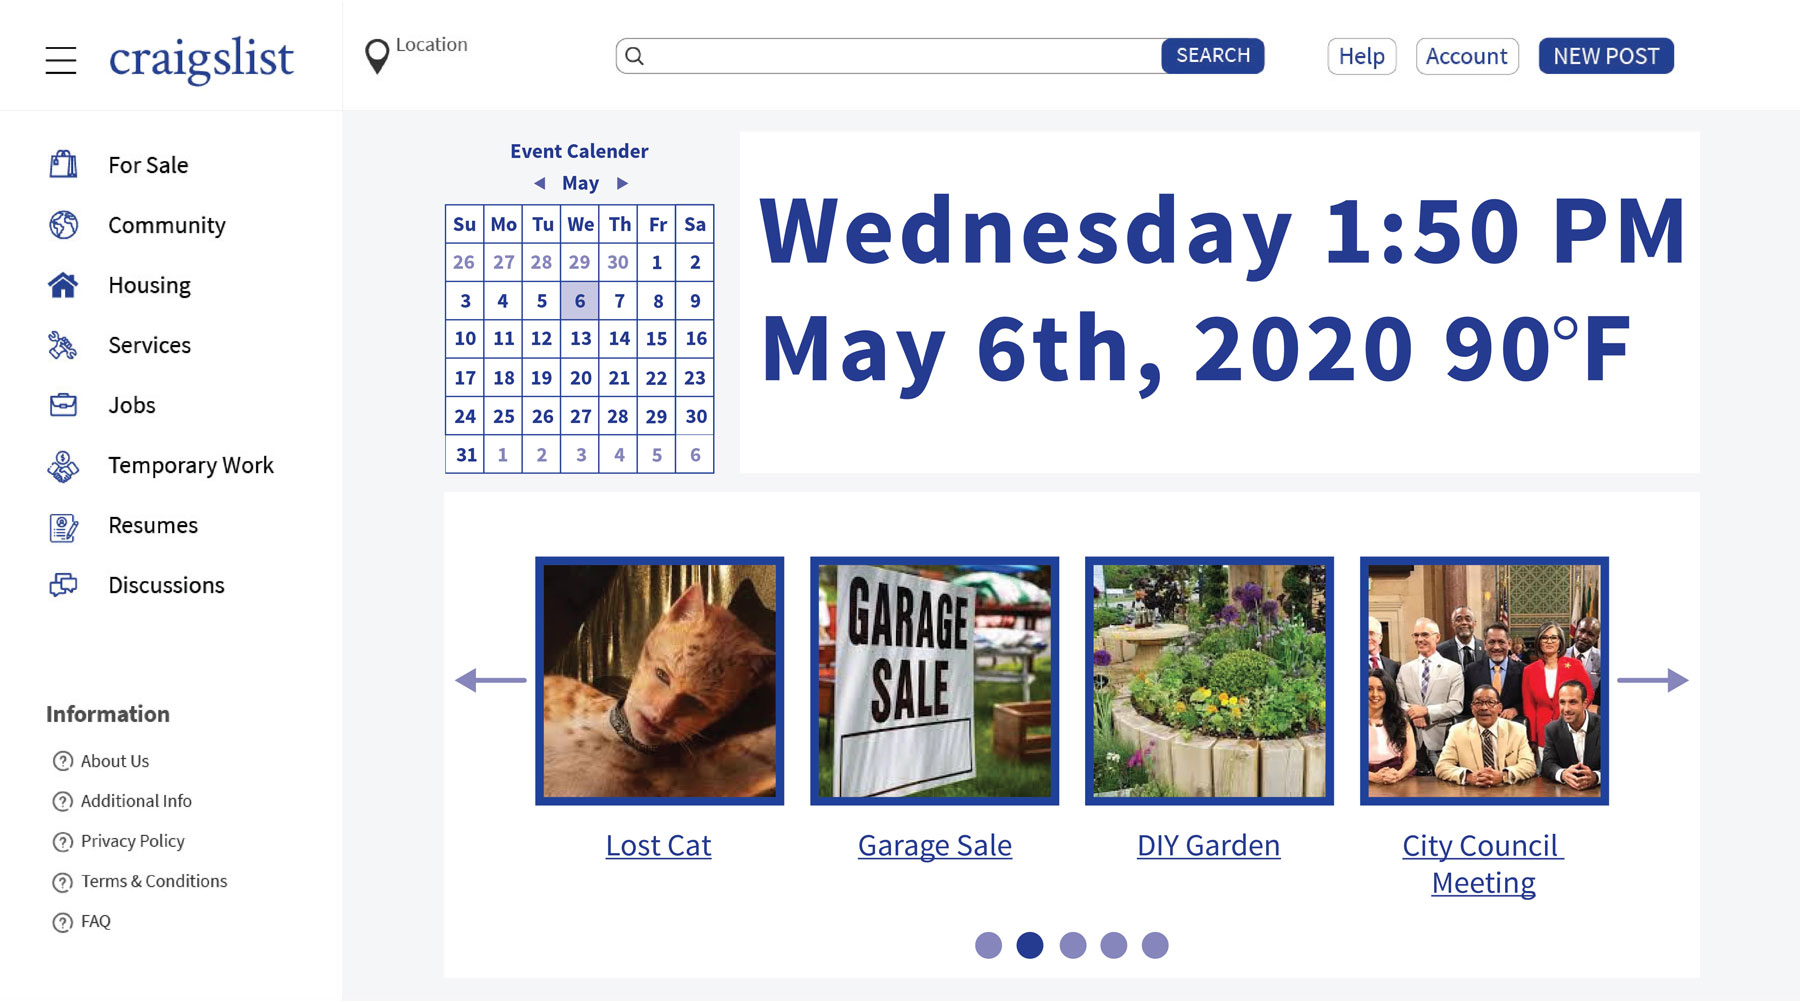 craigslist
Location
SEARCH
Help
Account
NEW POST
For Sale
Community
Housing
Services
Jobs
Temporary Work
Resumes
Discussions
Information
? About Us
? Additional Info
? Privacy Policy
? Terms & Conditions
? FAQ
Event Calender
May
Su Mo Tu We Th Fr Sa
26 27 28 29 30 1 2
3 4 5 6 7 8 9
10 11 12 13 14 15 16
17 18 19 20 21 22 23
24 25 26 27 28 29 30
31 1 2 3 4 5 6
Wednesday 1:50 PM
May 6th, 2020 90°F
GARAGE
SALE
Lost Cat
Garage Sale
DIY Garden
City Council
Meeting